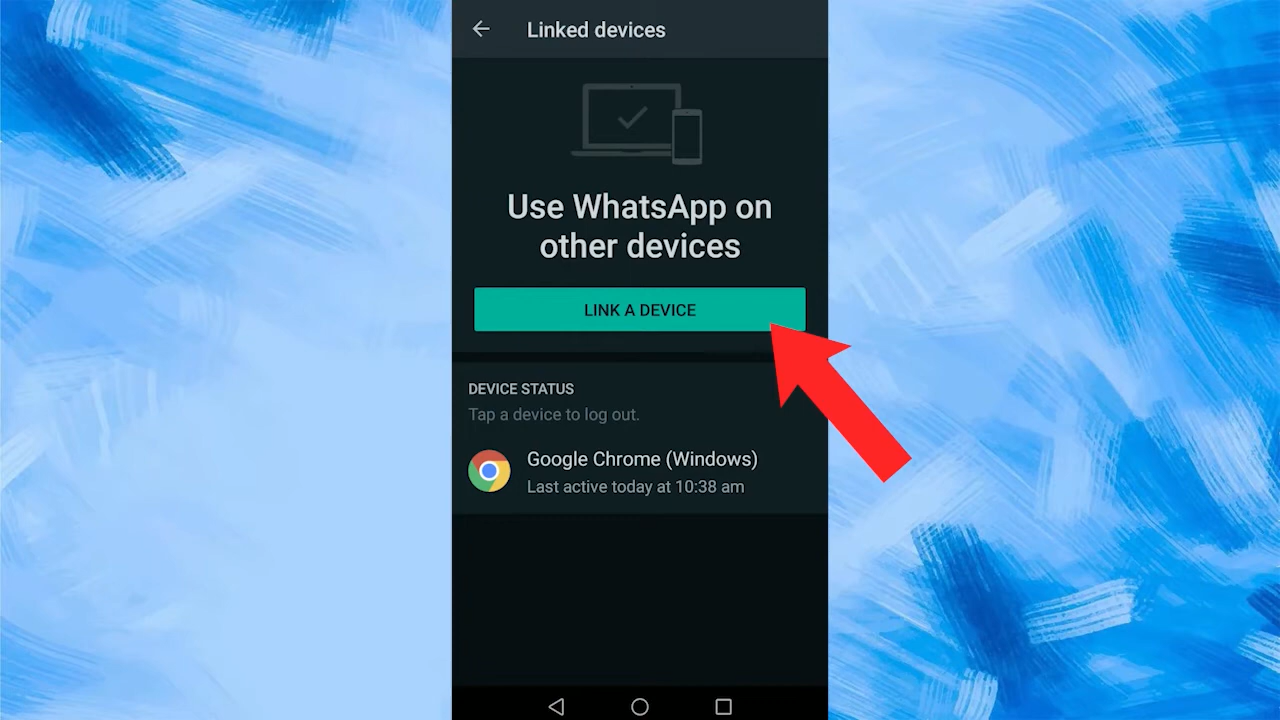 Linked devices
Use WhatsApp on
other devices
LINK A DEVICE
DEVICE STATUS
Tap a device to log out.
Google Chrome (Windows)
Last active today at 10:38 am